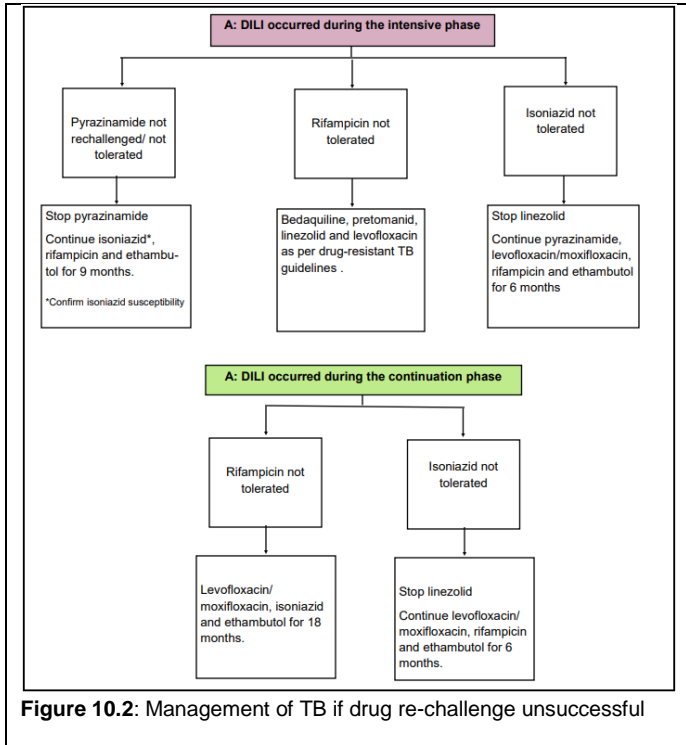 A: DILI occurred during the intensive phase
Pyrazinamide not
rechallenged/ not
tolerated
Rifampicin not
tolerated
Isoniazid not
tolerated
Stop pyrazinamide
Continue isoniazid*,
rifampicin and ethambu-
tol for 9 months.
*Confirm isoniazid susceptibility
Bedaquiline, pretomanid,
linezolid and levofloxacin
as per drug-resistant TB
guidelines .
Stop linezolid
Continue pyrazinamide,
levofloxacin/moxifloxacin,
rifampicin and ethambutol
for 6 months
A: DILI occurred during the continuation phase
Rifampicin not
tolerated
Isoniazid not
tolerated
Levofloxacin/
moxifloxacin, isoniazid
and ethambutol for 18
months.
Stop linezolid
Continue levofloxacin/
moxifloxacin, rifampicin
and ethambutol for 6
months.
Figure 10.2: Management of TB if drug re-challenge unsuccessful